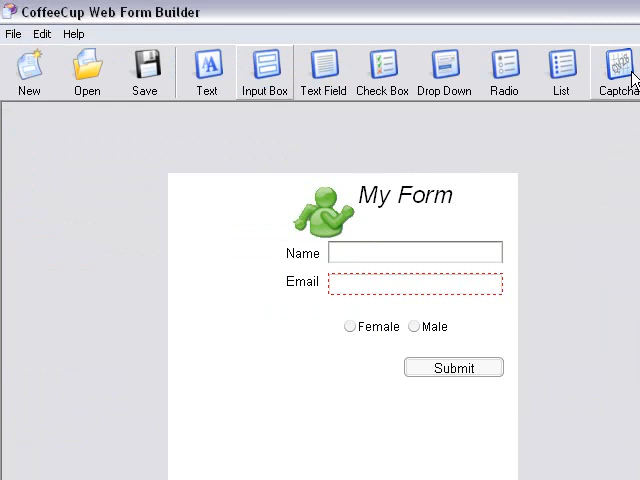 CoffeeCup Web Form Builder
File Edit Help
New Open Save Text Input Box Text Field Check Box Drop Down Radio List Captcha
My Form
Name
Email
Female Male
Submit